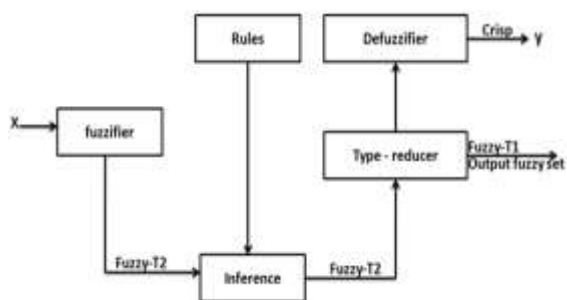 Rules
Defuzzifier
Crisp
y
X
fuzzifier
Type - reducer
Fuzzy-T1
Output fuzzy set
Fuzzy-T2
Inference
Fuzzy-T2